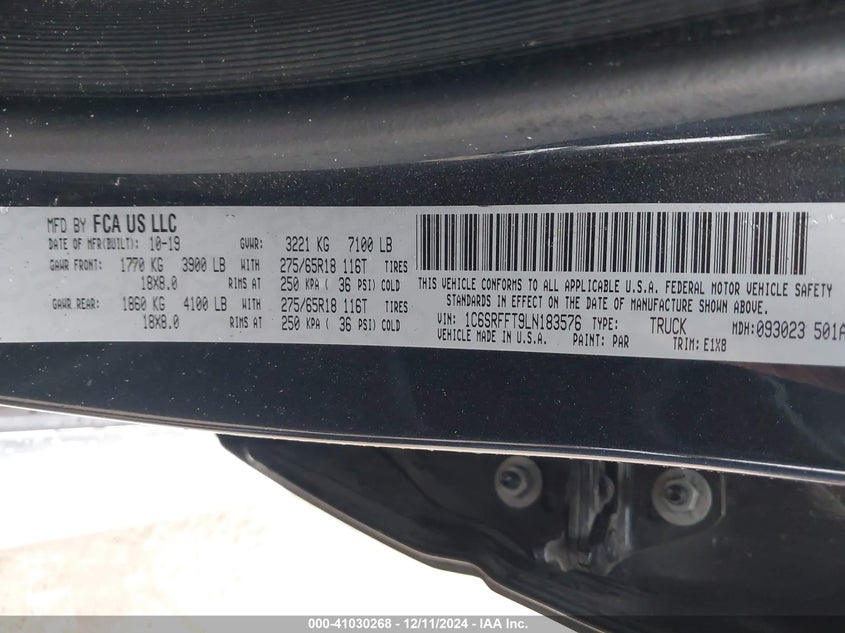 MFD BY FCA US LLC
DATE OF MFR(BUILT): 10-19 GVWR: 3221 KG 7100 LB
GAWR FRONT: 1770 KG 3900 LB WITH 275/65R18 116T TIRES
18X8.0 RIMS AT 250 KPA ( 36 PSI) COLD
GAWR REAR: 1860 KG 4100 LB WITH 275/65R18 116T TIRES
18X8.0 RIMS AT 250 KPA ( 36 PSI) COLD
THIS VEHICLE CONFORMS TO ALL APPLICABLE U.S.A. FEDERAL MOTOR VEHICLE SAFETY
STANDARDS IN EFFECT ON THE DATE OF MANUFACTURE SHOWN ABOVE.
VIN: 1C6SRFFT9LN183576 TYPE: TRUCK MDH:093023 501A
VEHICLE MADE IN U.S.A. PAINT: PAR TRIM: E1X8
000-41030268 - 12/11/2024 - IAA Inc.